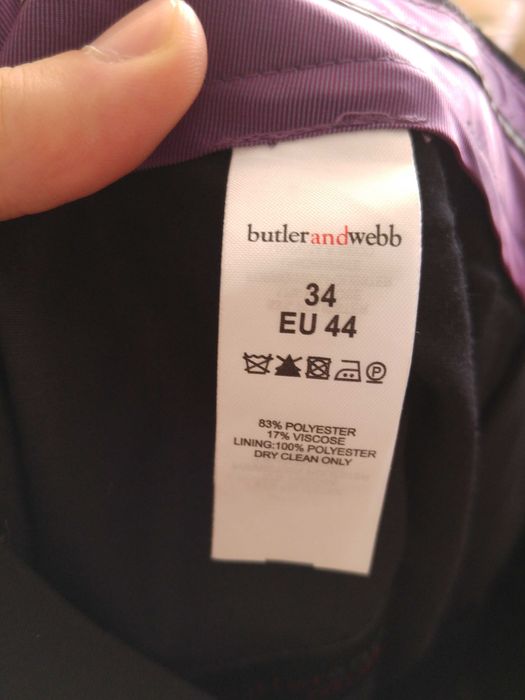 butlerandwebb
34
EU 44
83% POLYESTER
17% VISCOSE
LINING:100% POLYESTER
DRY CLEAN ONLY